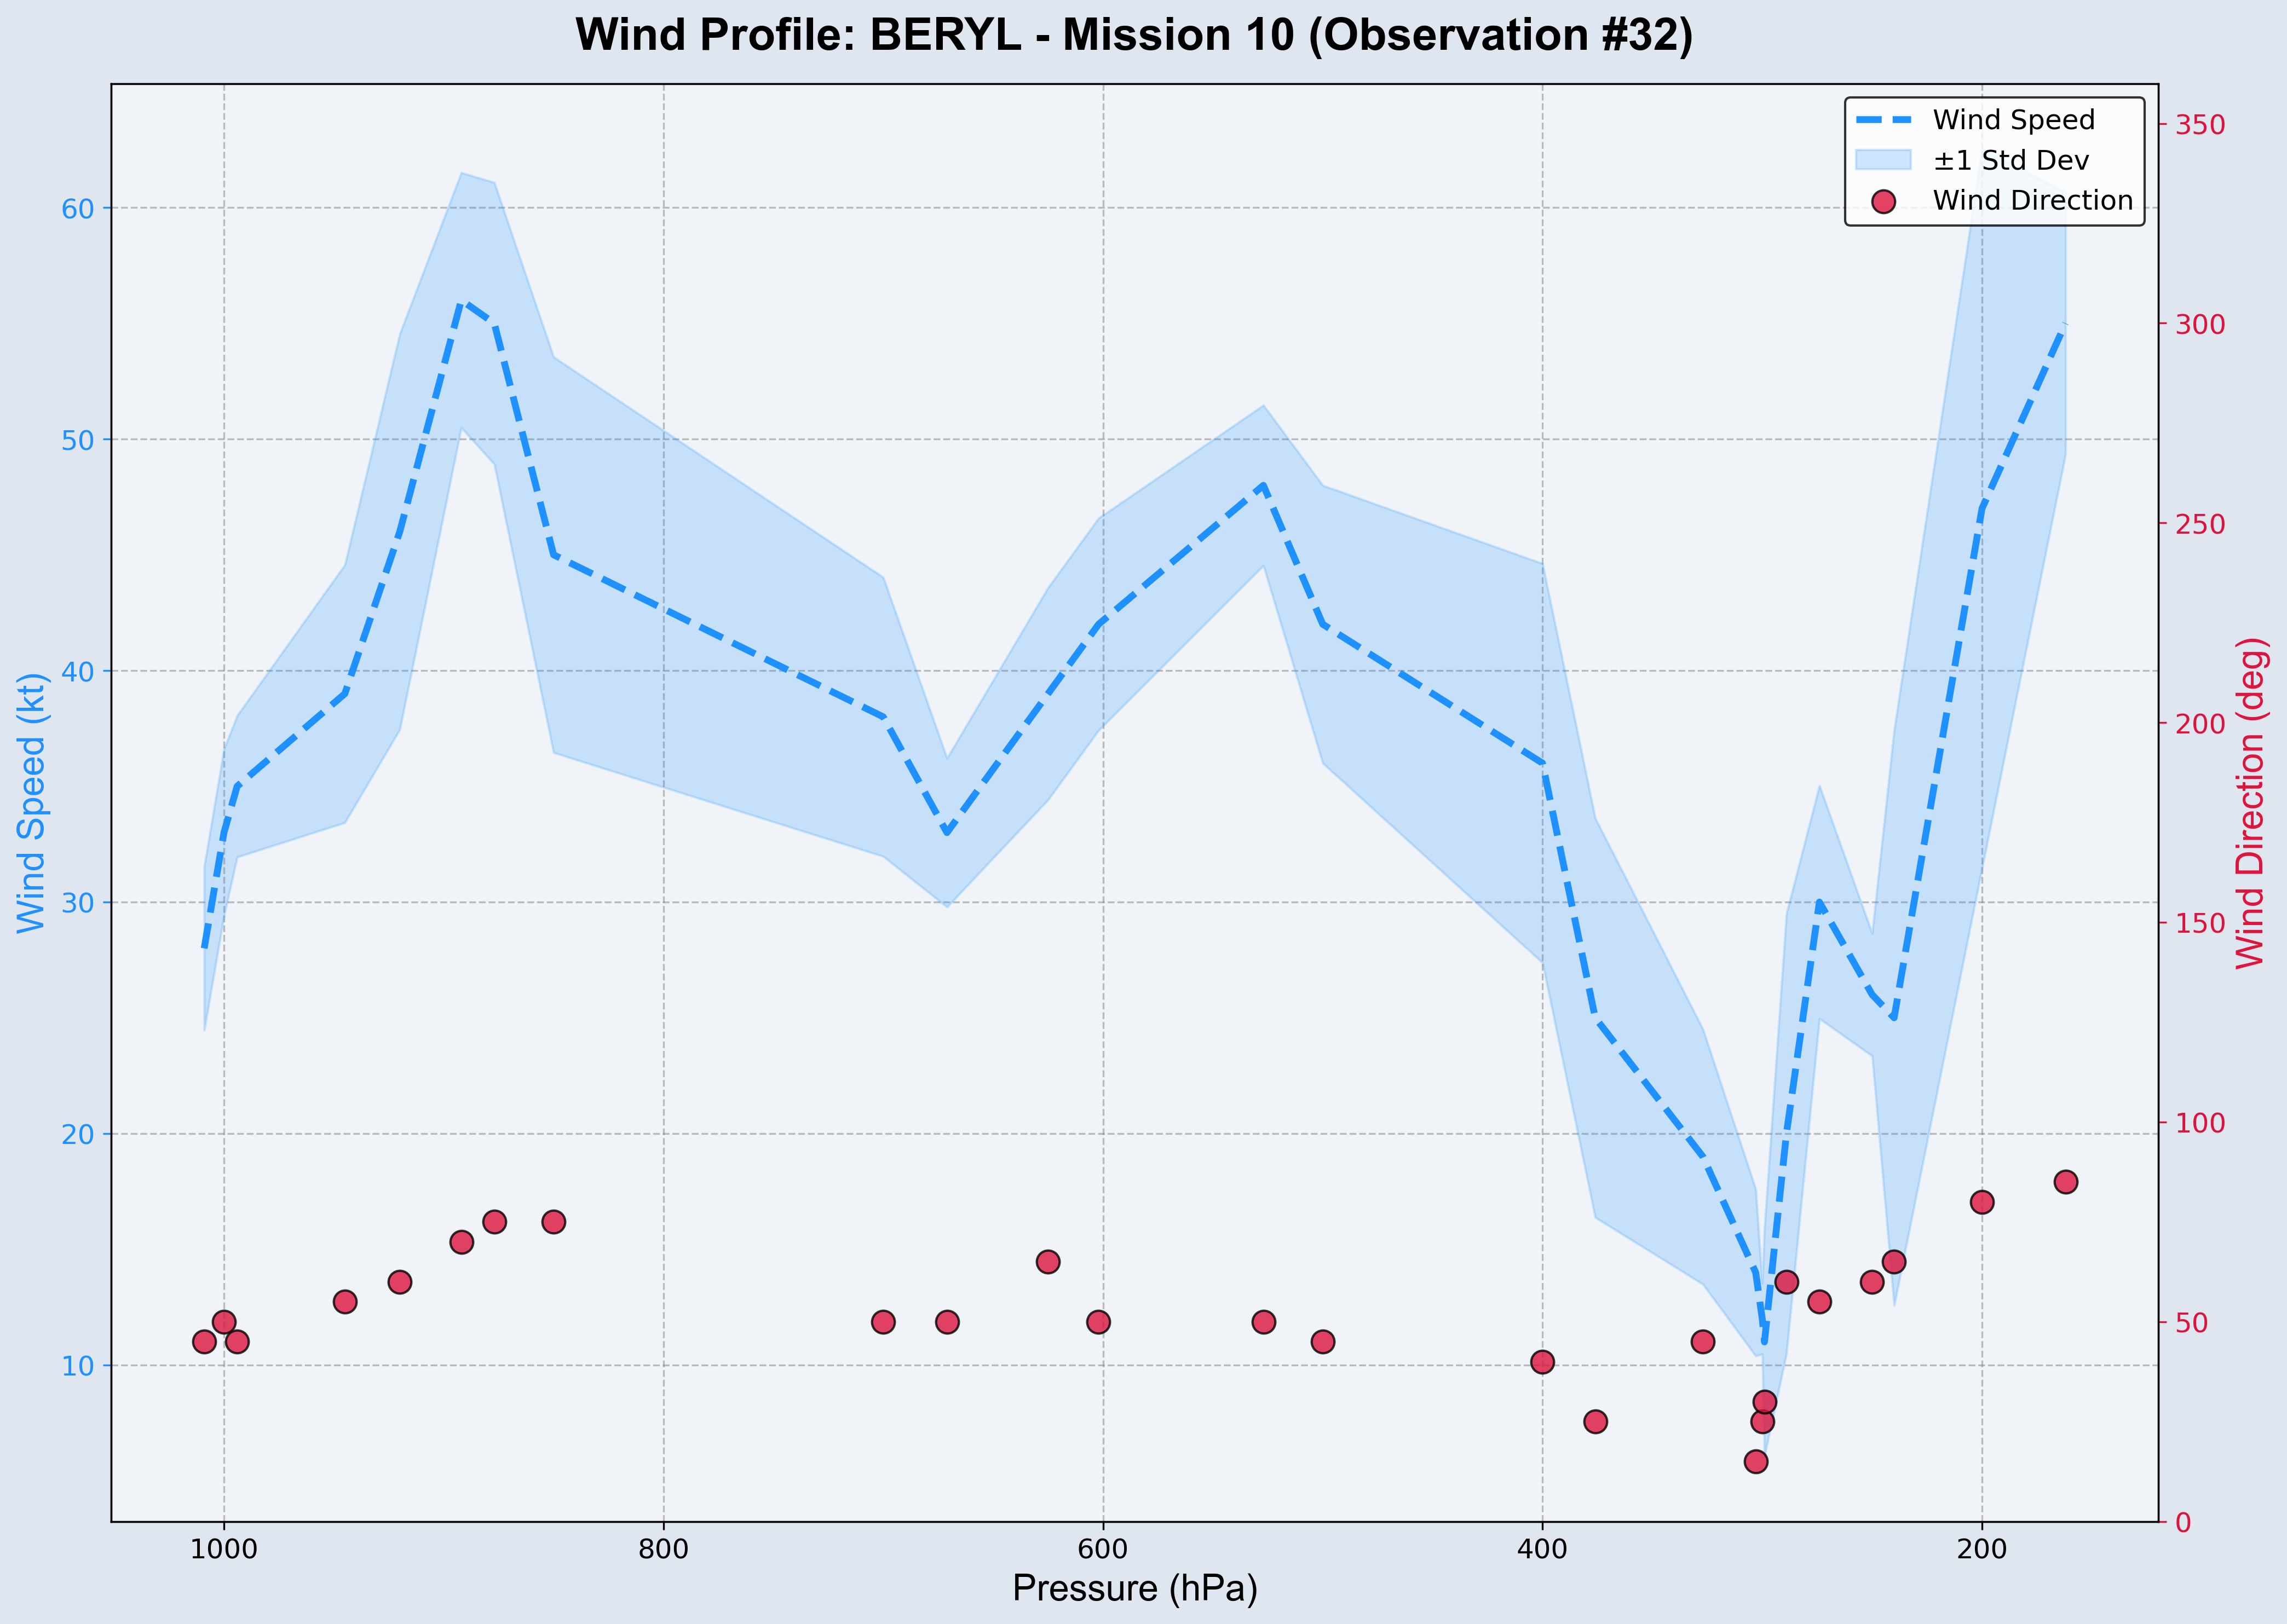 Wind Profile: BERYL - Mission 10 (Observation #32)
Wind Speed
±1 Std Dev
Wind Direction
Wind Speed (kt)
60
50
40
30
20
10
350
300
250
200
150
100
50
0
Wind Direction (deg)
1000
800
600
400
200
Pressure (hPa)